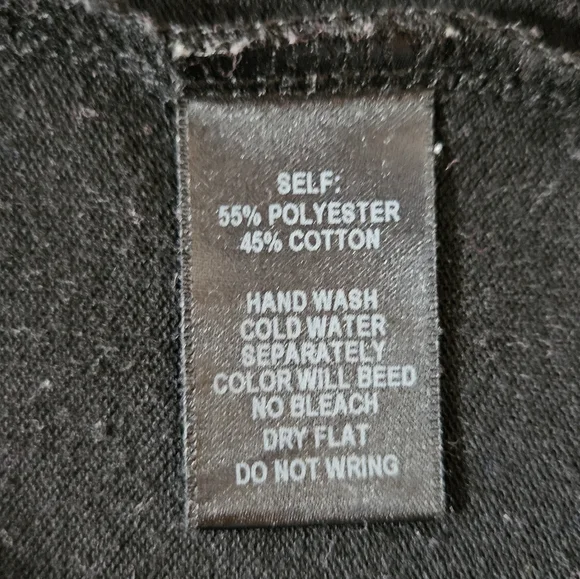 SELF:
55% POLYESTER
45% COTTON
HAND WASH
COLD WATER
SEPARATELY
COLOR WILL BEED
NO BLEACH
DRY FLAT
DO NOT WRING